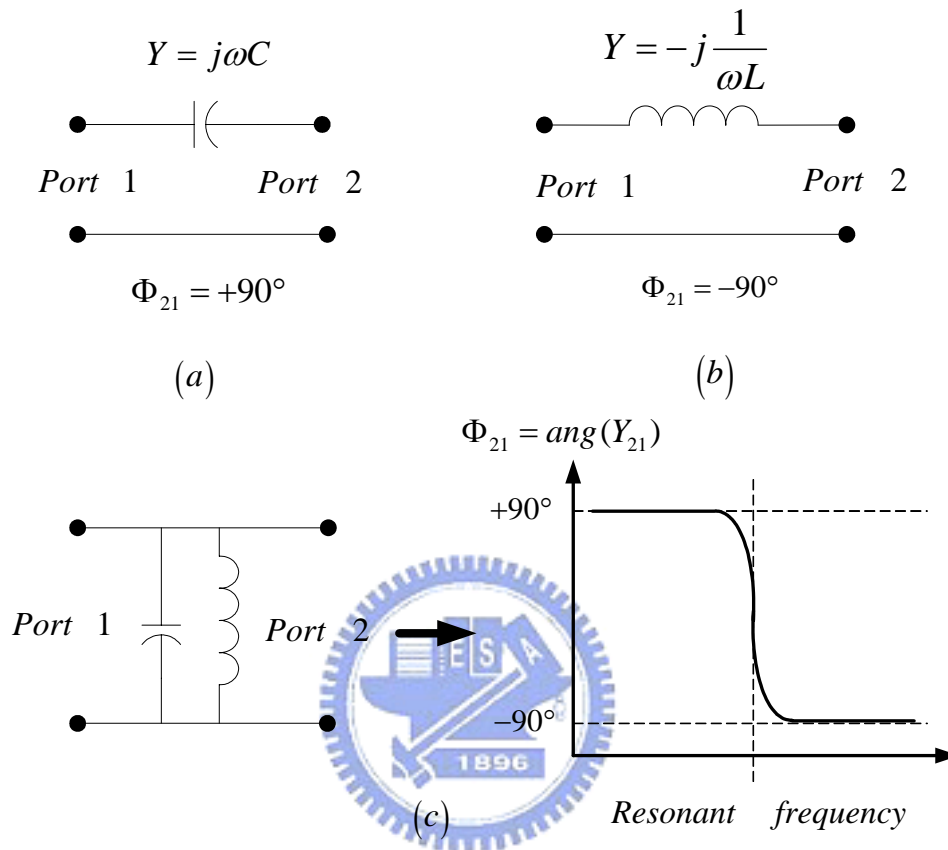 Y = jωC
Port 1 Port 2
Φ₂₁ = +90°
(a)
Y = −j 1/ωL
Port 1 Port 2
Φ₂₁ = −90°
(b)
Port 1 Port 2
E S A
1896
(c)
Φ₂₁ = ang(Y₂₁)
+90°
−90°
Resonant frequency